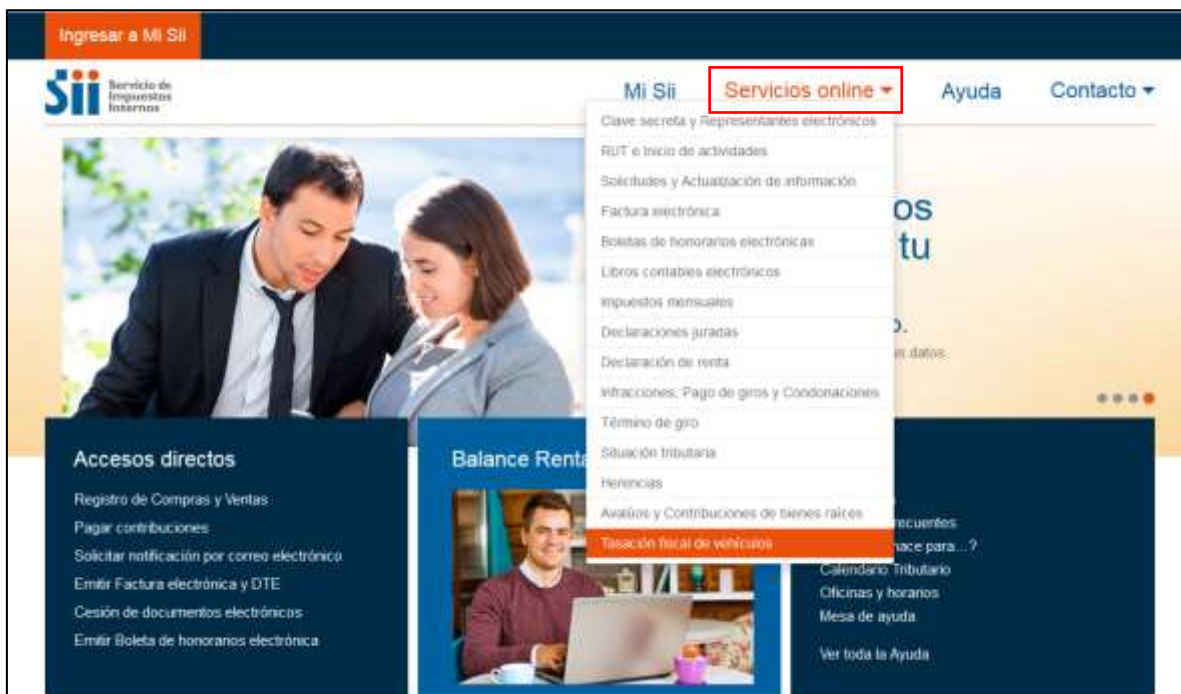 Ingresar a Mi SII
Sii Servicio de
Impuestos
Internos
Mi Sii
Servicios online
Ayuda
Contacto
Clave secreta y Representantes electrónicos
RUT e Inicio de actividades
Solicitudes y Actualización de información
Factura electrónica
Boletas de honorarios electrónicas
Libros contables electrónicos
Impuestos mensuales
Declaraciones juradas
Declaración de renta
Infracciones, Pago de giros y Condonaciones
Término de giro
Situación tributaria
Herencias
Avalúos y Contribuciones de bienes raíces
Tasación fiscal de vehículos
os
tu
o.
datos.
Accesos directos
Registro de Compras y Ventas
Pagar contribuciones
Solicitar notificación por correo electrónico
Emitir Factura electrónica y DTE
Cesión de documentos electrónicos
Emitir Boleta de honorarios electrónica
Balance Renta
recuentes
hace para...?
Calendario Tributario
Oficinas y horarios
Mesa de ayuda
Ver toda la Ayuda